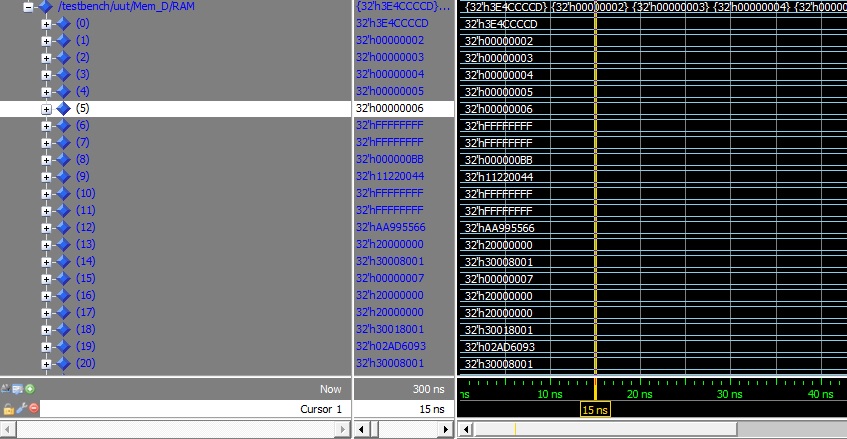 /testbench/uut/Mem_D/RAM {32'h3E4CCCCD}... {32'h3E4CCCCD} {32'h00000002} {32'h00000003} {32'h00000004} {32'h00000
(0) 32'h3E4CCCCD 32'h3E4CCCCD
(1) 32'h00000002 32'h00000002
(2) 32'h00000003 32'h00000003
(3) 32'h00000004 32'h00000004
(4) 32'h00000005 32'h00000005
(5) 32'h00000006 32'h00000006
(6) 32'hFFFFFFFF 32'hFFFFFFFF
(7) 32'hFFFFFFFF 32'hFFFFFFFF
(8) 32'h000000BB 32'h000000BB
(9) 32'h11220044 32'h11220044
(10) 32'hFFFFFFFF 32'hFFFFFFFF
(11) 32'hFFFFFFFF 32'hFFFFFFFF
(12) 32'hAA995566 32'hAA995566
(13) 32'h20000000 32'h20000000
(14) 32'h30008001 32'h30008001
(15) 32'h00000007 32'h00000007
(16) 32'h20000000 32'h20000000
(17) 32'h20000000 32'h20000000
(18) 32'h30018001 32'h30018001
(19) 32'h02AD6093 32'h02AD6093
(20) 32'h30008001 32'h30008001
Now 300 ns ns 10 ns 20 ns 30 ns 40 ns
Cursor 1 15 ns 15 ns